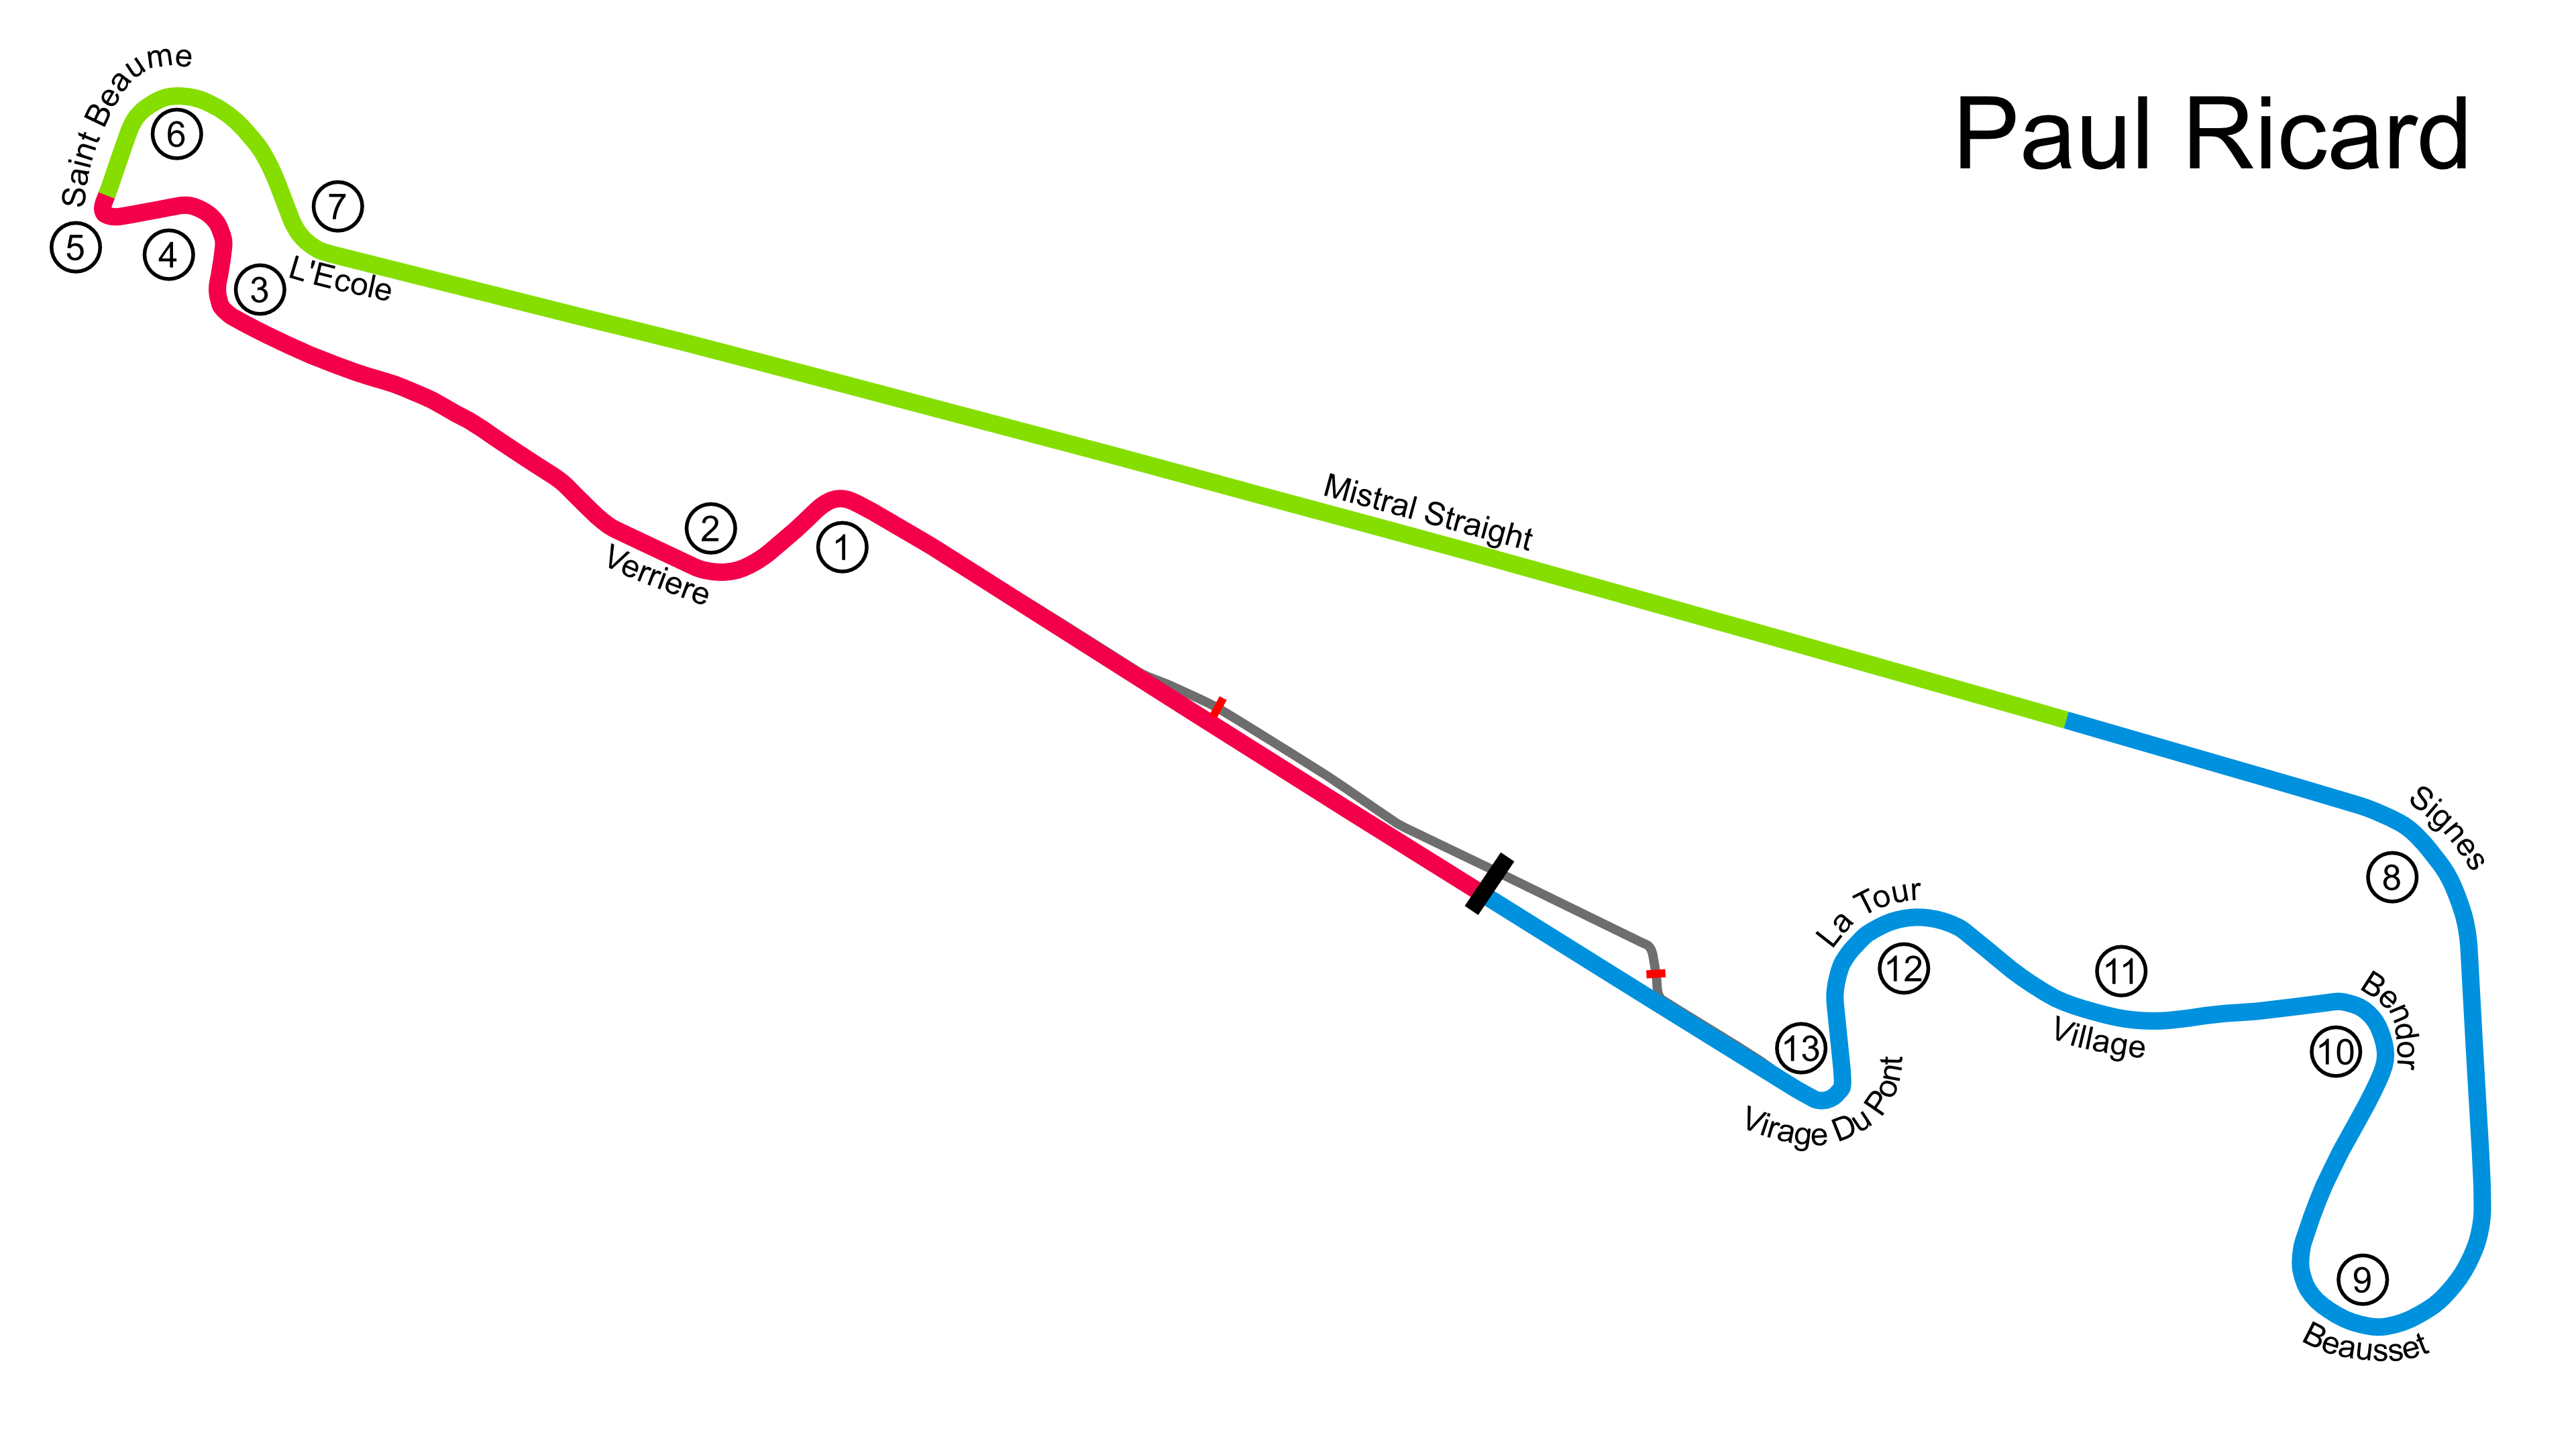 Paul Ricard
Saint Beaume
6
7
5
4
3
L'Ecole
Mistral Straight
2
1
Verriere
Signes
8
La Tour
12
11
Village
Bendor
10
13
Virage Du Pont
9
Beausset